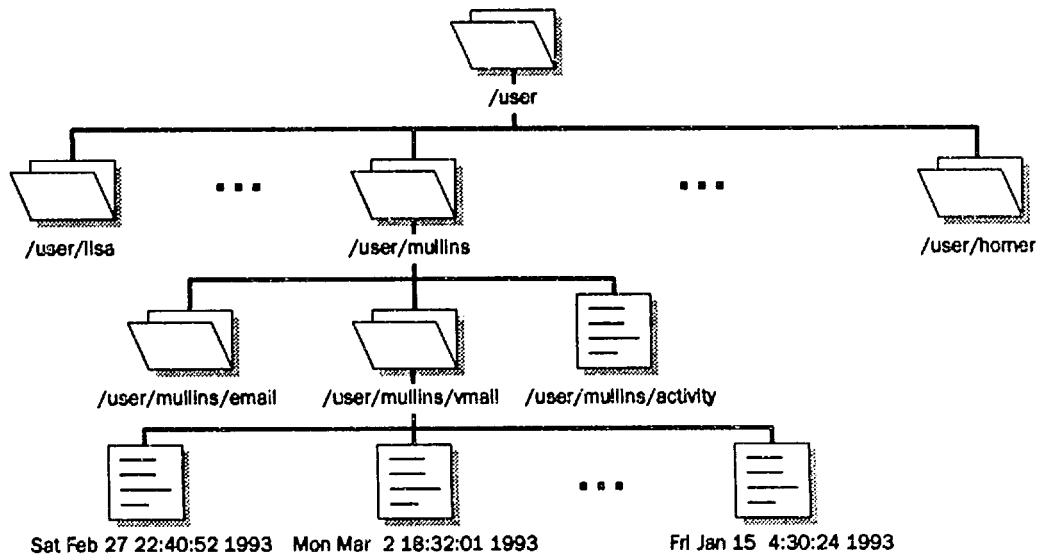 /user
/user/lisa
/user/mullins
/user/homer
/user/mullins/email
/user/mullins/vmail
/user/mullins/activity
Sat Feb 27 22:40:52 1993
Mon Mar 2 18:32:01 1993
Fri Jan 15 4:30:24 1993